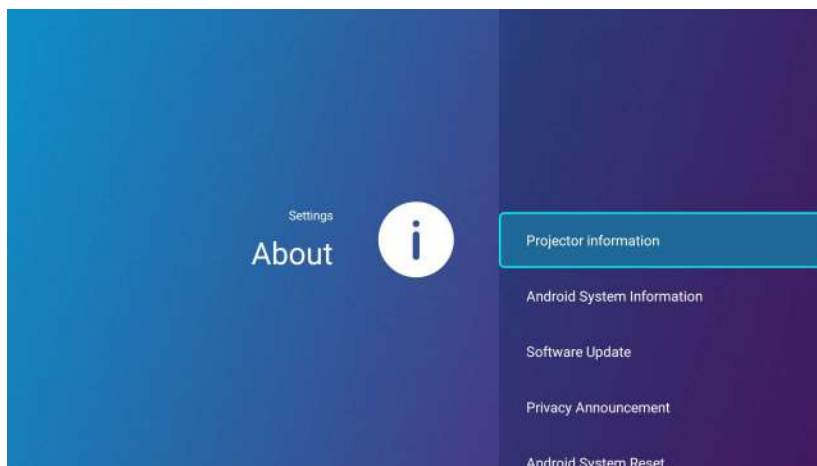 Settings
About
i
Projector information
Android System Information
Software Update
Privacy Announcement
Android System Reset